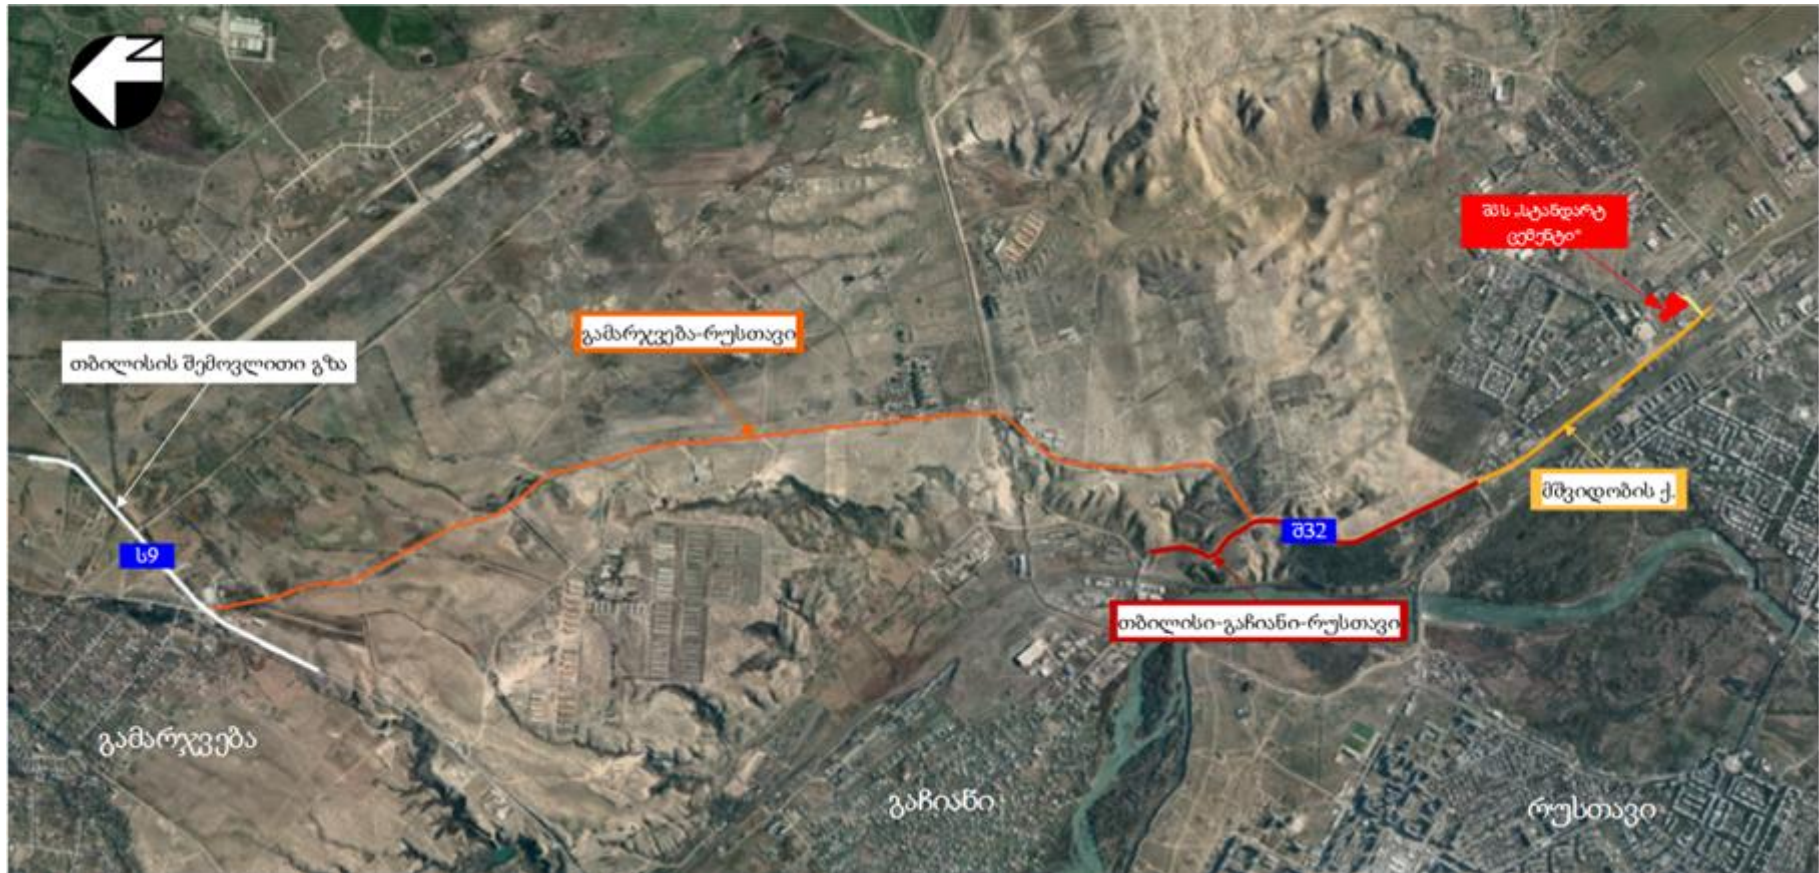 N
შპს „სტანდარტ
ცემენტი“
გამარჯვება-რუსთავი
თბილისის შემოვლითი გზა
მშვიდობის ქ.
შ32
ს9
თბილისი-გაჩიანი-რუსთავი
გამარჯვება
გაჩიანი
რუსთავი